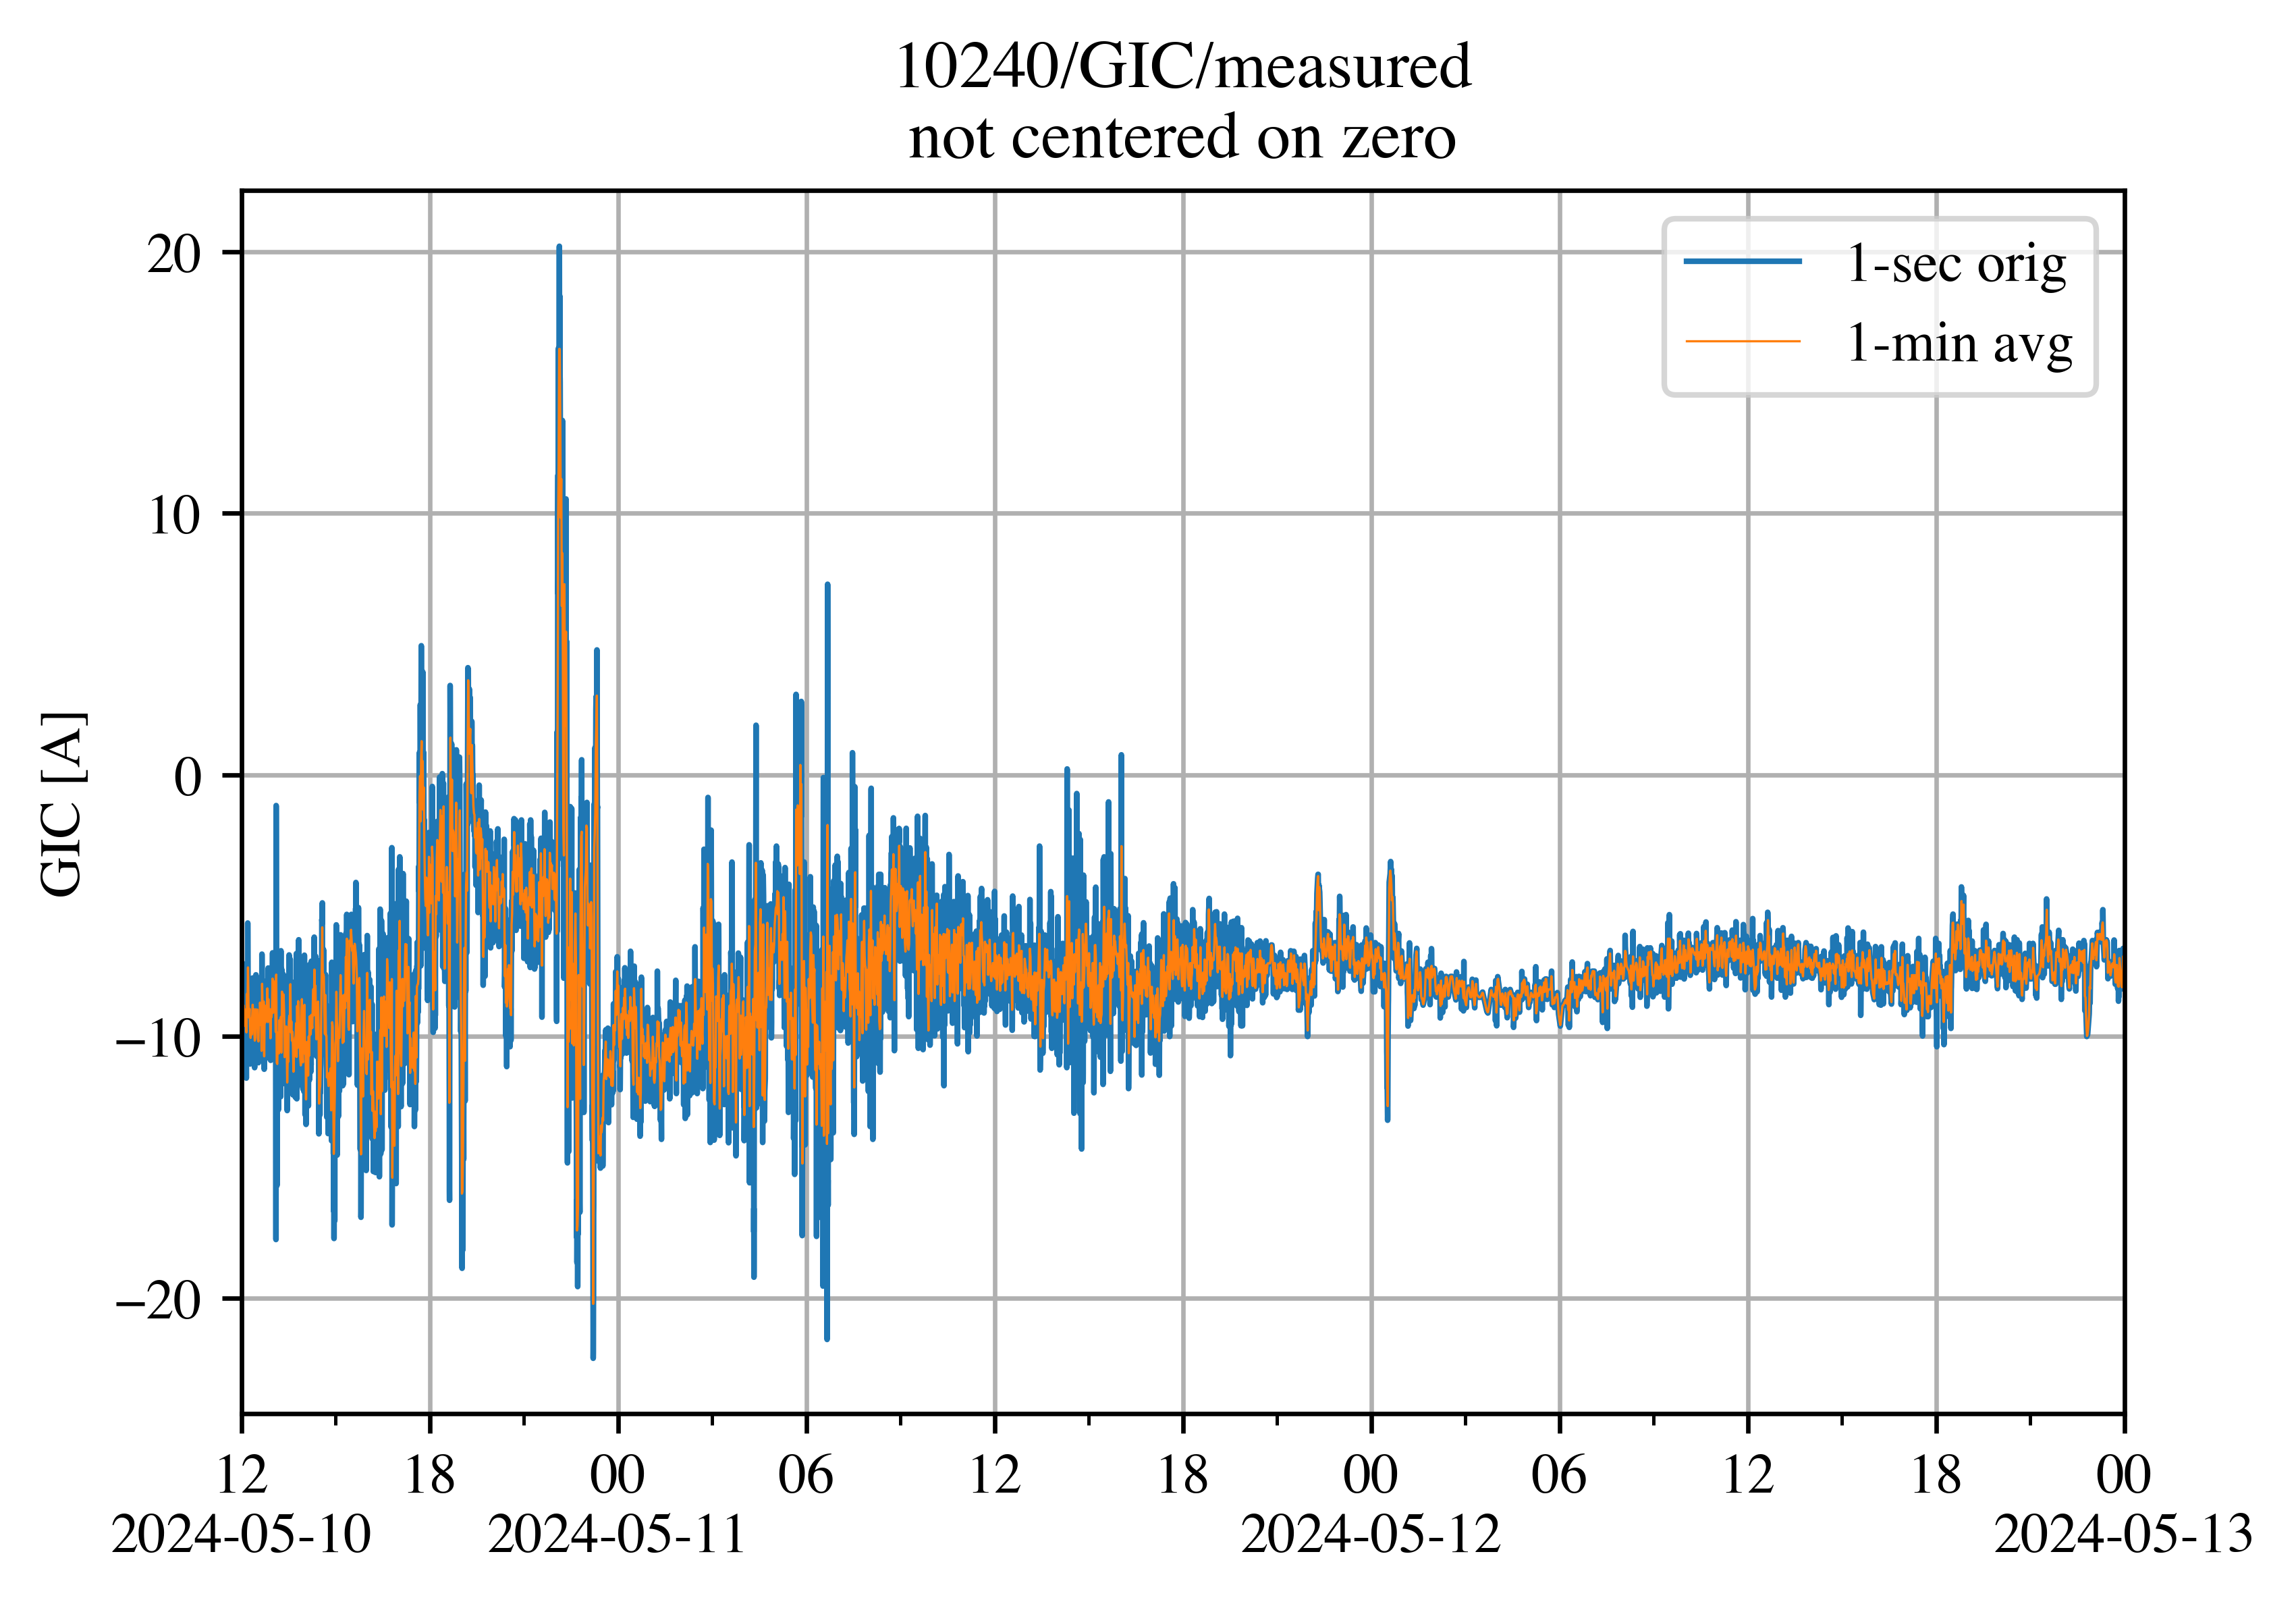 10240/GIC/measured
not centered on zero
1-sec orig
1-min avg
GIC [A]
20
10
0
−10
−20
12 18 00 06 12 18 00 06 12 18 00
2024-05-10 2024-05-11 2024-05-12 2024-05-13